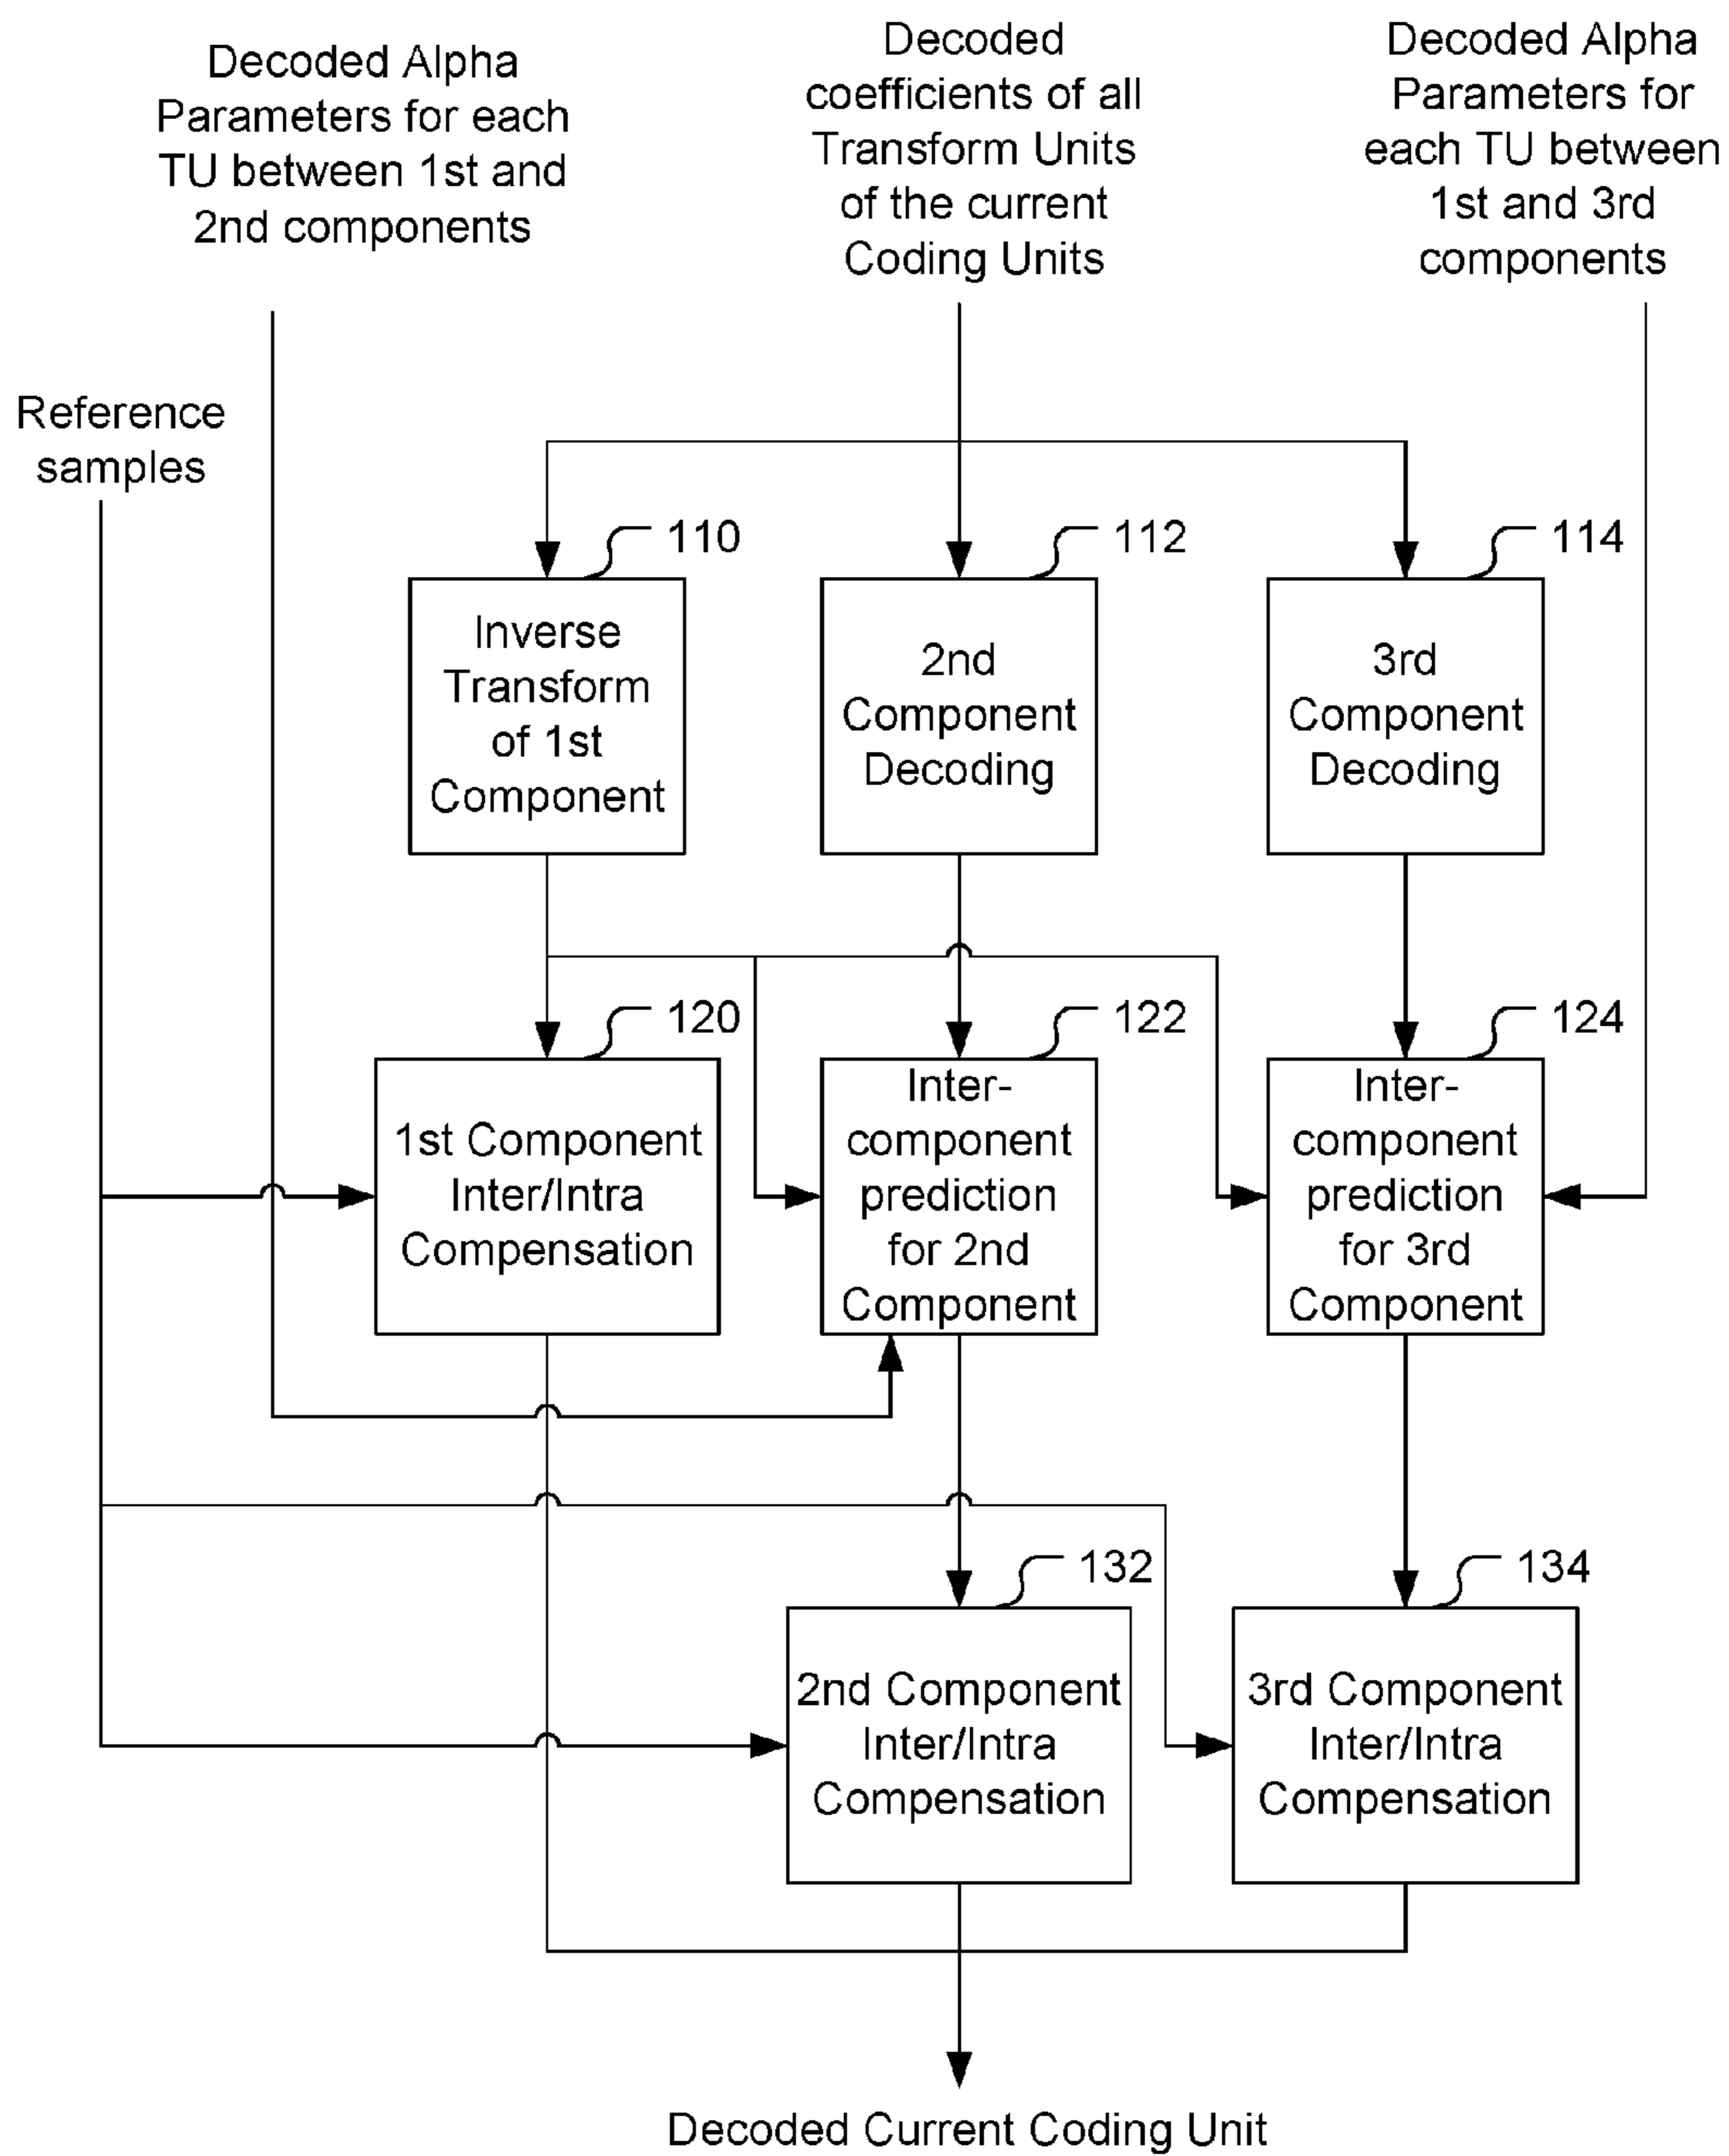 Decoded Alpha
Parameters for each
TU between 1st and
2nd components
Decoded
coefficients of all
Transform Units
of the current
Coding Units
Decoded Alpha
Parameters for
each TU between
1st and 3rd
components
Reference
samples
110
112
114
Inverse
Transform
of 1st
Component
2nd
Component
Decoding
3rd
Component
Decoding
120
122
124
1st Component
Inter/Intra
Compensation
Inter-
component
prediction
for 2nd
Component
Inter-
component
prediction
for 3rd
Component
132
134
2nd Component
Inter/Intra
Compensation
3rd Component
Inter/Intra
Compensation
Decoded Current Coding Unit